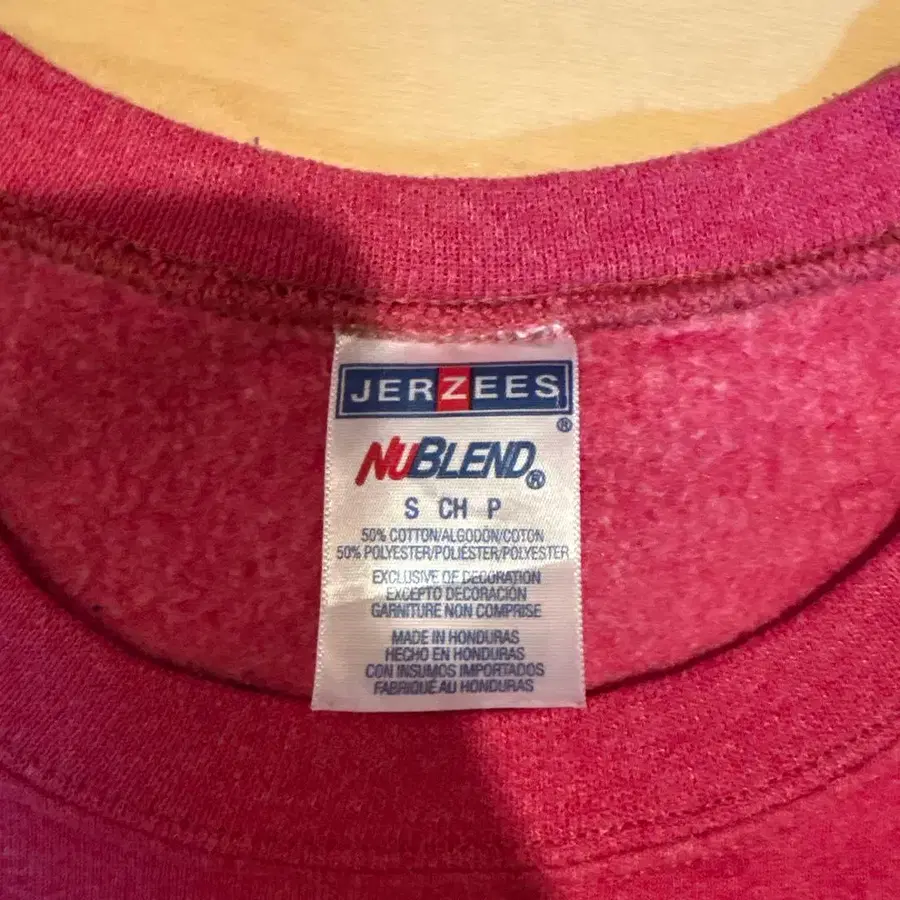 JERZEES
®
NUBLEND®
S CH P
50% COTTON/ALGODÓN/COTON
50% POLYESTER/POLIÉSTER/POLYESTER
EXCLUSIVE OF DECORATION
EXCEPTO DECORACIÓN
GARNITURE NON COMPRISE
MADE IN HONDURAS
HECHO EN HONDURAS
CON INSUMOS IMPORTADOS
FABRIQUÉ AU HONDURAS